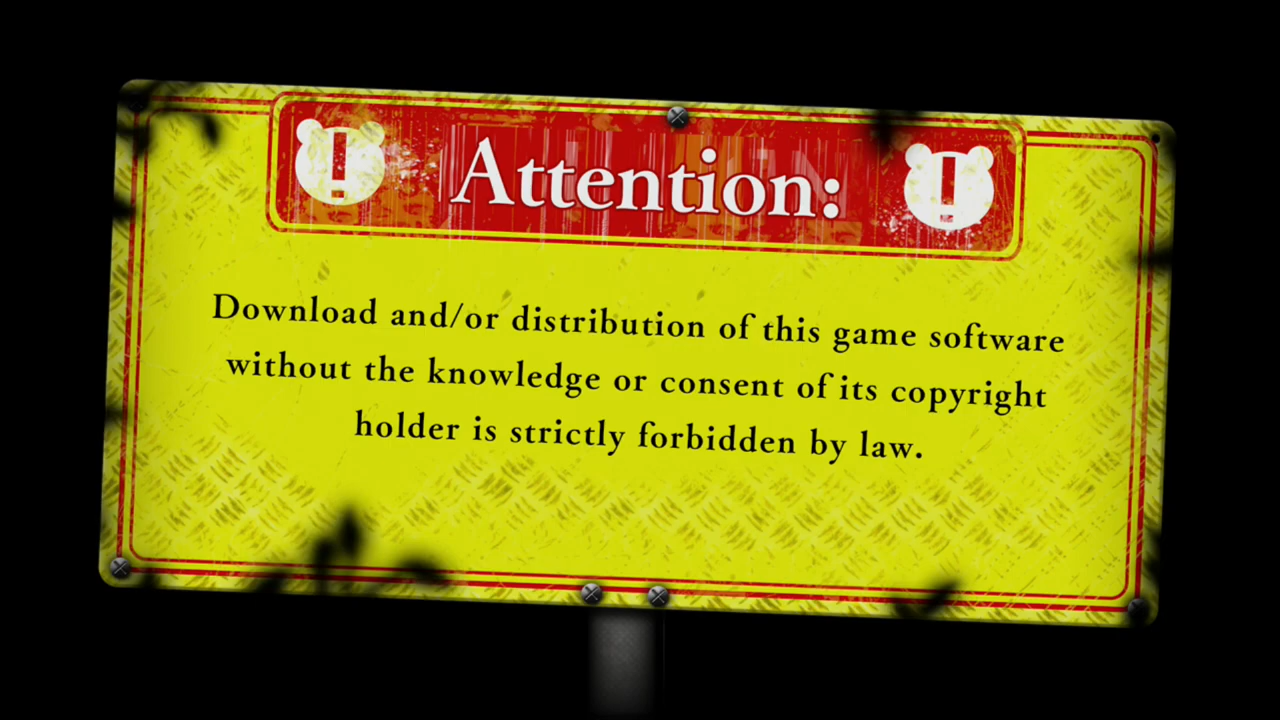 Attention:
Download and/or distribution of this game software
without the knowledge or consent of its copyright
holder is strictly forbidden by law.